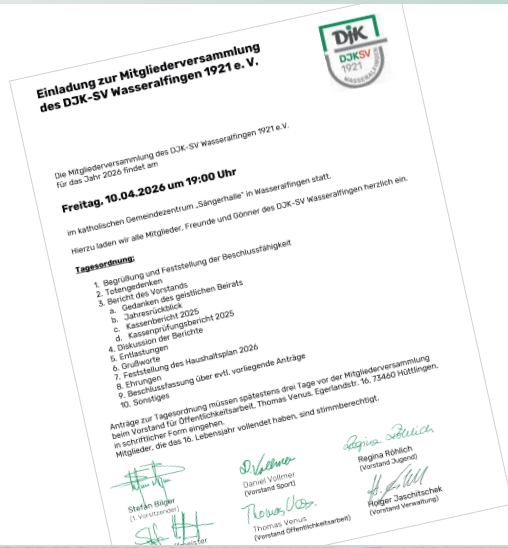 Einladung zur Mitgliederversammlung
des DJK-SV Wasseralfingen 1921 e. V.
DJK
DJKSV
1921
WASSERALFINGEN
Die Mitgliederversammlung des DJK-SV Wasseralfingen 1921 e.V.
für das Jahr 2026 findet am
Freitag, 10.04.2026 um 19:00 Uhr
im katholischen Gemeindezentrum „Sängerhalle“ in Wasseralfingen statt.
Hierzu laden wir alle Mitglieder, Freunde und Gönner des DJK-SV Wasseralfingen herzlich ein.
Tagesordnung:
1. Begrüßung und Feststellung der Beschlussfähigkeit
2. Totengedenken
3. Bericht des Vorstands
a. Gedanken des geistlichen Beirats
b. Jahresrückblick
c. Kassenbericht 2025
d. Kassenprüfungsbericht 2025
4. Diskussion der Berichte
5. Entlastungen
6. Grußworte
7. Feststellung des Haushaltsplan 2026
8. Ehrungen
9. Beschlussfassung über evtl. vorliegende Anträge
10. Sonstiges
Anträge zur Tagesordnung müssen spätestens drei Tage vor der Mitgliederversammlung
beim Vorstand für Öffentlichkeitsarbeit, Thomas Venus, Egerlandstr. 16, 73460 Hüttlingen,
in schriftlicher Form eingehen.
Mitglieder, die das 16. Lebensjahr vollendet haben, sind stimmberechtigt.
D. Vollmer
Regina Röhlich
Stefan Bilger
(1. Vorsitzender)
Daniel Vollmer
(Vorstand Sport)
Regina Röhlich
(Vorstand Jugend)
Thomas Venus
Thomas Venus
(Vorstand Öffentlichkeitsarbeit)
Holger Jaschitschek
(Vorstand Verwaltung)